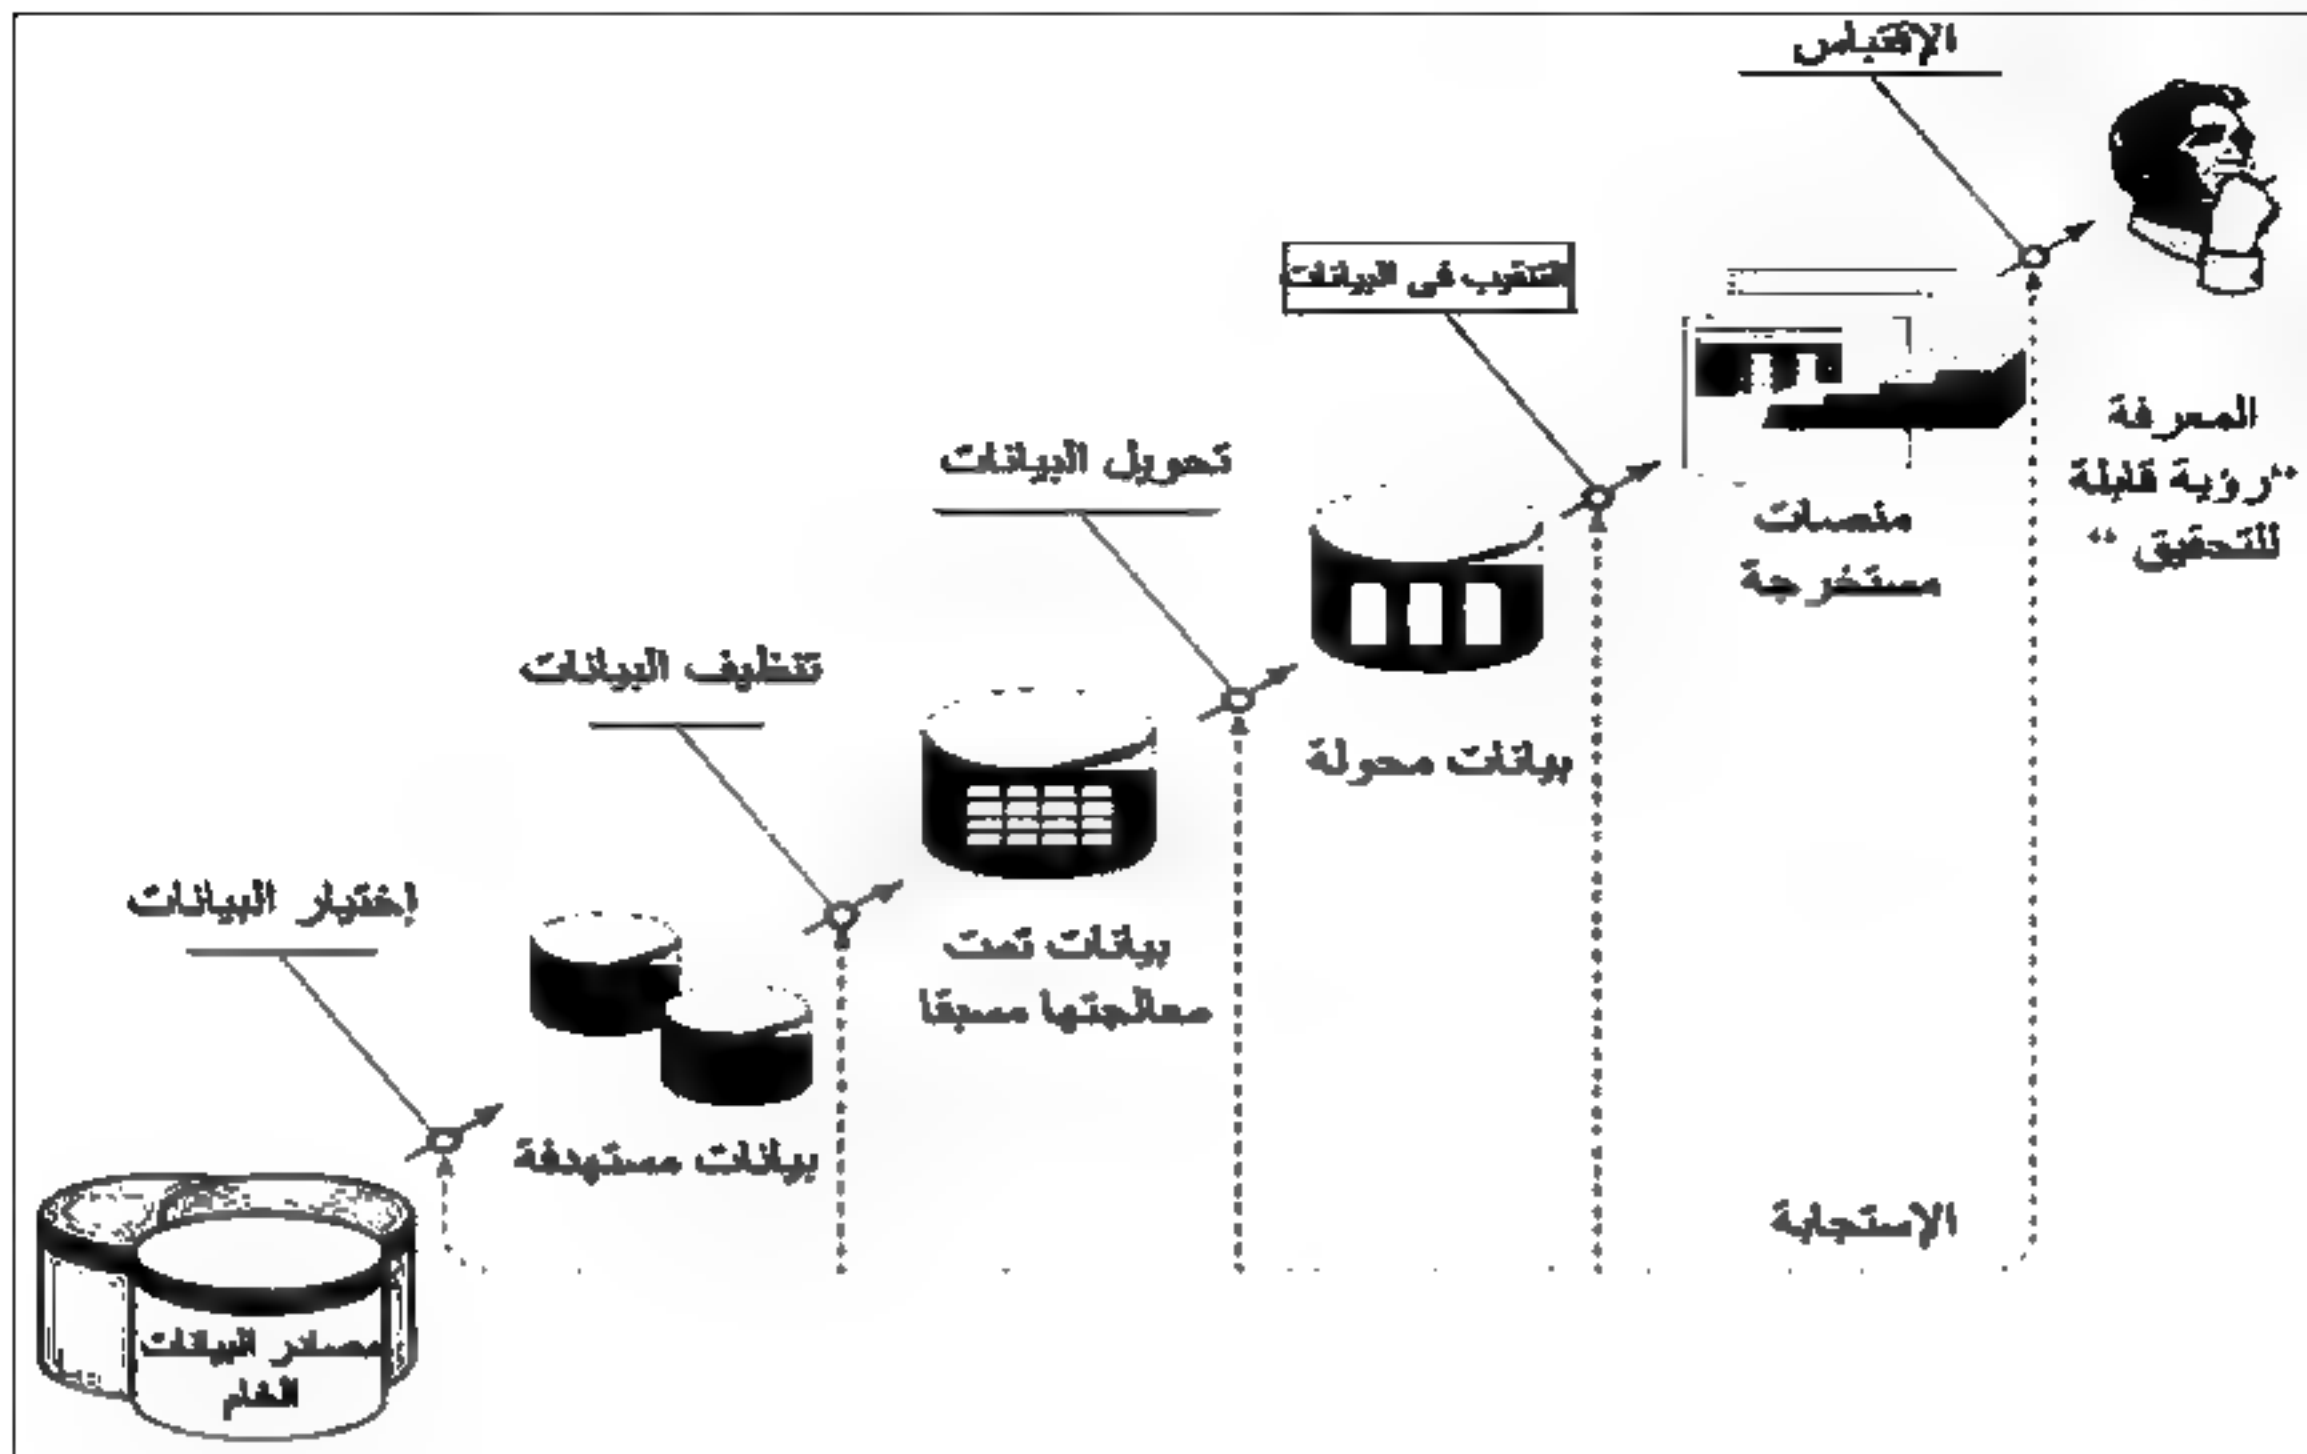 الإقتباس
التنقيب فى البيانات
المعرفة
“رؤية قابلة
للتحقيق “
تحويل البيانات
منصات
مستخرجة
تنظيف البيانات
بيانات محولة
إختيار البيانات
بيانات تمت
معالجتها مسبقا
بيانات مستهدفة
الإستجابة
مصادر البيانات
الخام